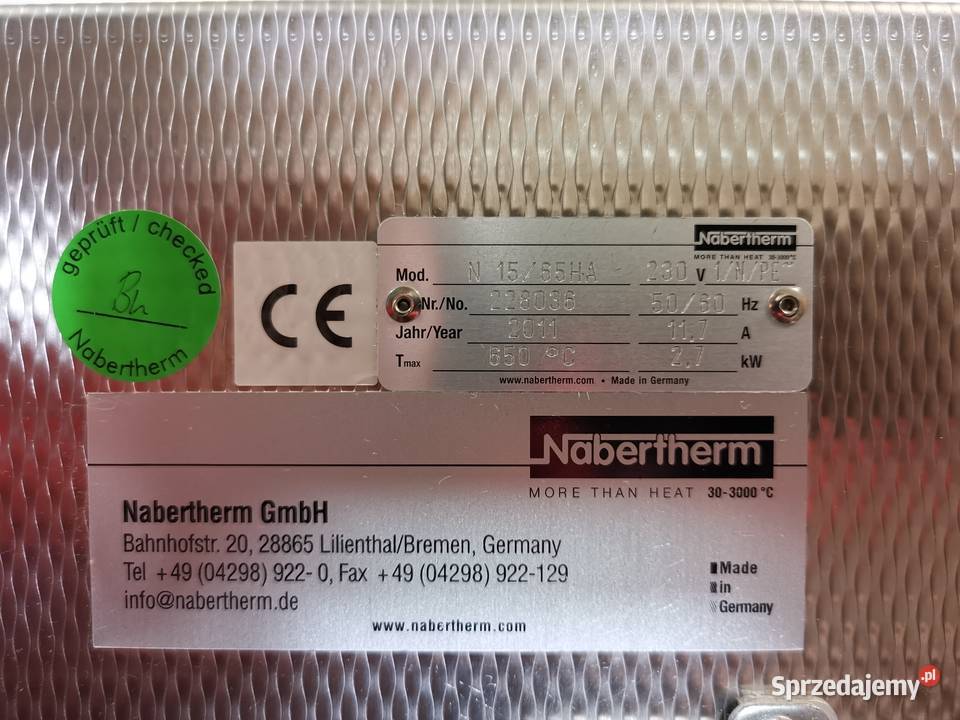 geprüft / checked
Bh
Nabertherm
CE
Nabertherm
MORE THAN HEAT 30-3000 °C
Mod. N 15/65HA 230 V 1/N/PE~
Nr./No. 228036 50/60 Hz
Jahr/Year 2011 11,7 A
Tmax 650 °C 2,7 kW
www.nabertherm.com • Made in Germany
Nabertherm
MORE THAN HEAT 30-3000 °C
Nabertherm GmbH
Bahnhofstr. 20, 28865 Lilienthal/Bremen, Germany
Tel +49 (04298) 922- 0, Fax +49 (04298) 922-129
info@nabertherm.de
Made
in
Germany
www.nabertherm.com
Sprzedajemy.pl